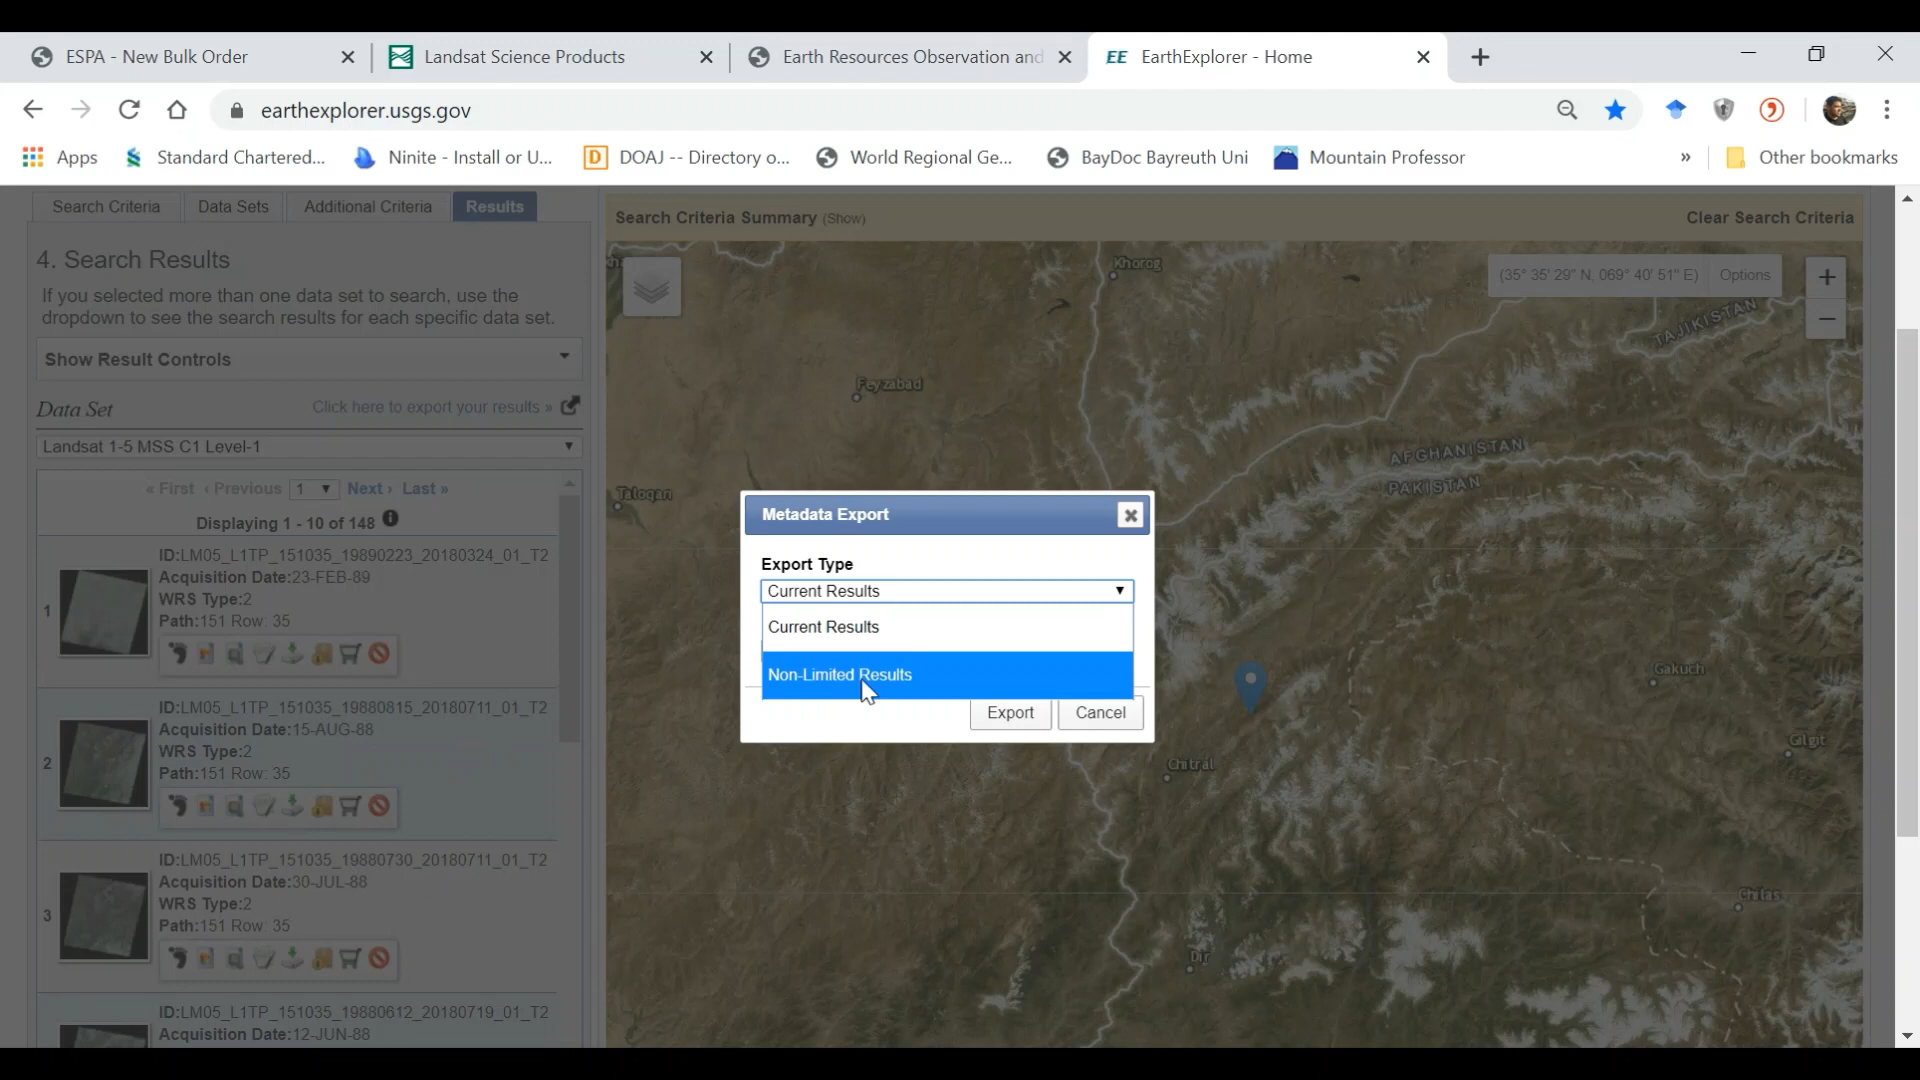 ESPA - New Bulk Order
Landsat Science Products
Earth Resources Observation and
EE EarthExplorer - Home
earthexplorer.usgs.gov
Apps
Standard Chartered...
Ninite - Install or U...
DOAJ -- Directory o...
World Regional Ge...
BayDoc Bayreuth Uni
Mountain Professor
»
Other bookmarks
Search Criteria
Data Sets
Additional Criteria
Results
4. Search Results
If you selected more than one data set to search, use the
dropdown to see the search results for each specific data set.
Show Result Controls
Data Set
Click here to export your results »
Landsat 1-5 MSS C1 Level-1
« First ‹ Previous 1 Next › Last »
Displaying 1 - 10 of 148
1
ID:LM05_L1TP_151035_19890223_20180324_01_T2
Acquisition Date:23-FEB-89
WRS Type:2
Path:151 Row: 35
2
ID:LM05_L1TP_151035_19880815_20180711_01_T2
Acquisition Date:15-AUG-88
WRS Type:2
Path:151 Row: 35
3
ID:LM05_L1TP_151035_19880730_20180711_01_T2
Acquisition Date:30-JUL-88
WRS Type:2
Path:151 Row: 35
ID:LM05_L1TP_151035_19880612_20180719_01_T2
Acquisition Date:12-JUN-88
Search Criteria Summary (Show)
Clear Search Criteria
(35° 35' 29" N, 069° 40' 51" E)
Options
+
−
Khorog
TAJIKISTAN
Feyzabad
AFGHANISTAN
PAKISTAN
Taloqan
Metadata Export
Export Type
Current Results
Current Results
Non-Limited Results
Export
Cancel
Gakuch
Gilgit
Chitral
Chilas
Dir